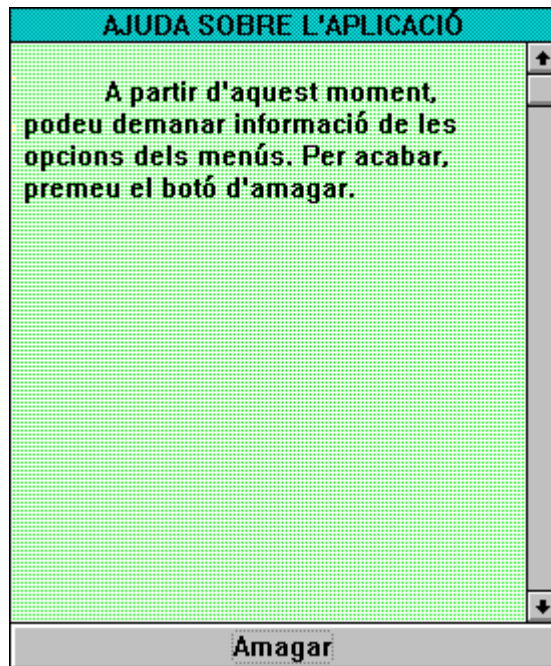 AJUDA SOBRE L'APLICACIÓ
A partir d'aquest moment,
podeu demanar informació de les
opcions dels menús. Per acabar,
premeu el botó d'amagar.
Amagar